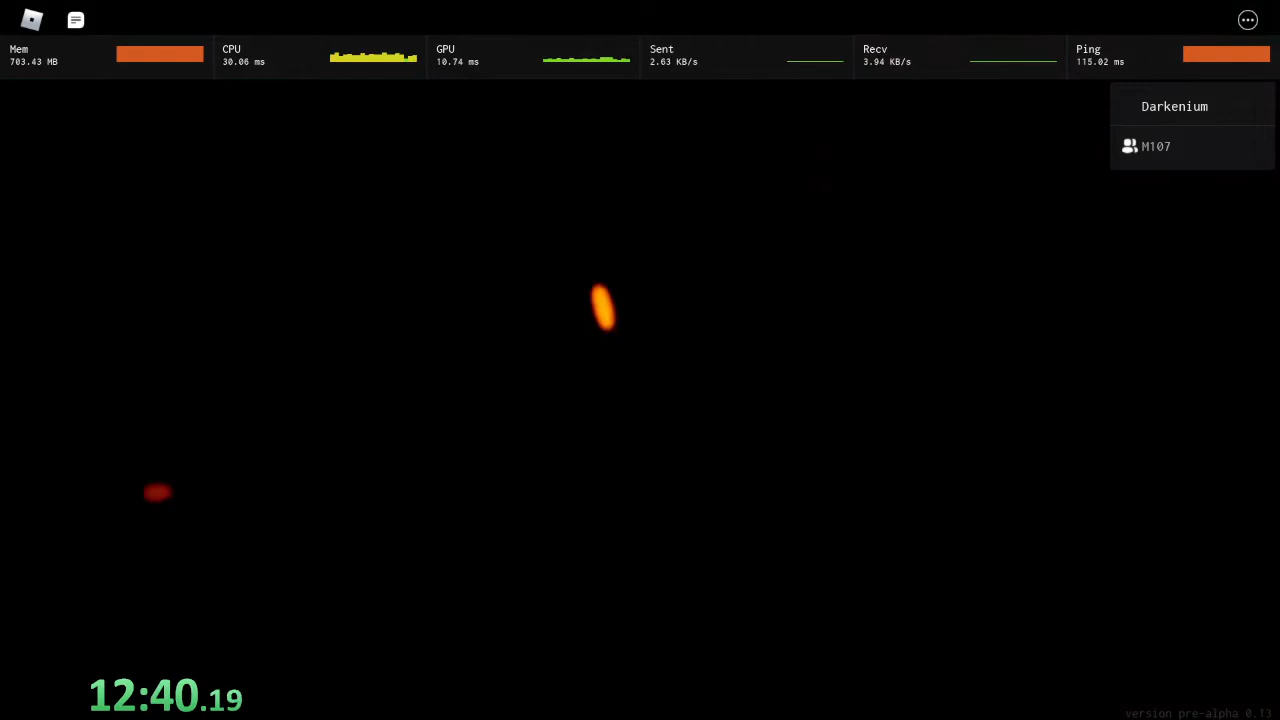 Mem
703.43 MB
CPU
30.06 ms
GPU
10.74 ms
Sent
2.63 KB/s
Recv
3.94 KB/s
Ping
115.02 ms
Darkenium
M107
12:40.19
version pre-alpha 0.13